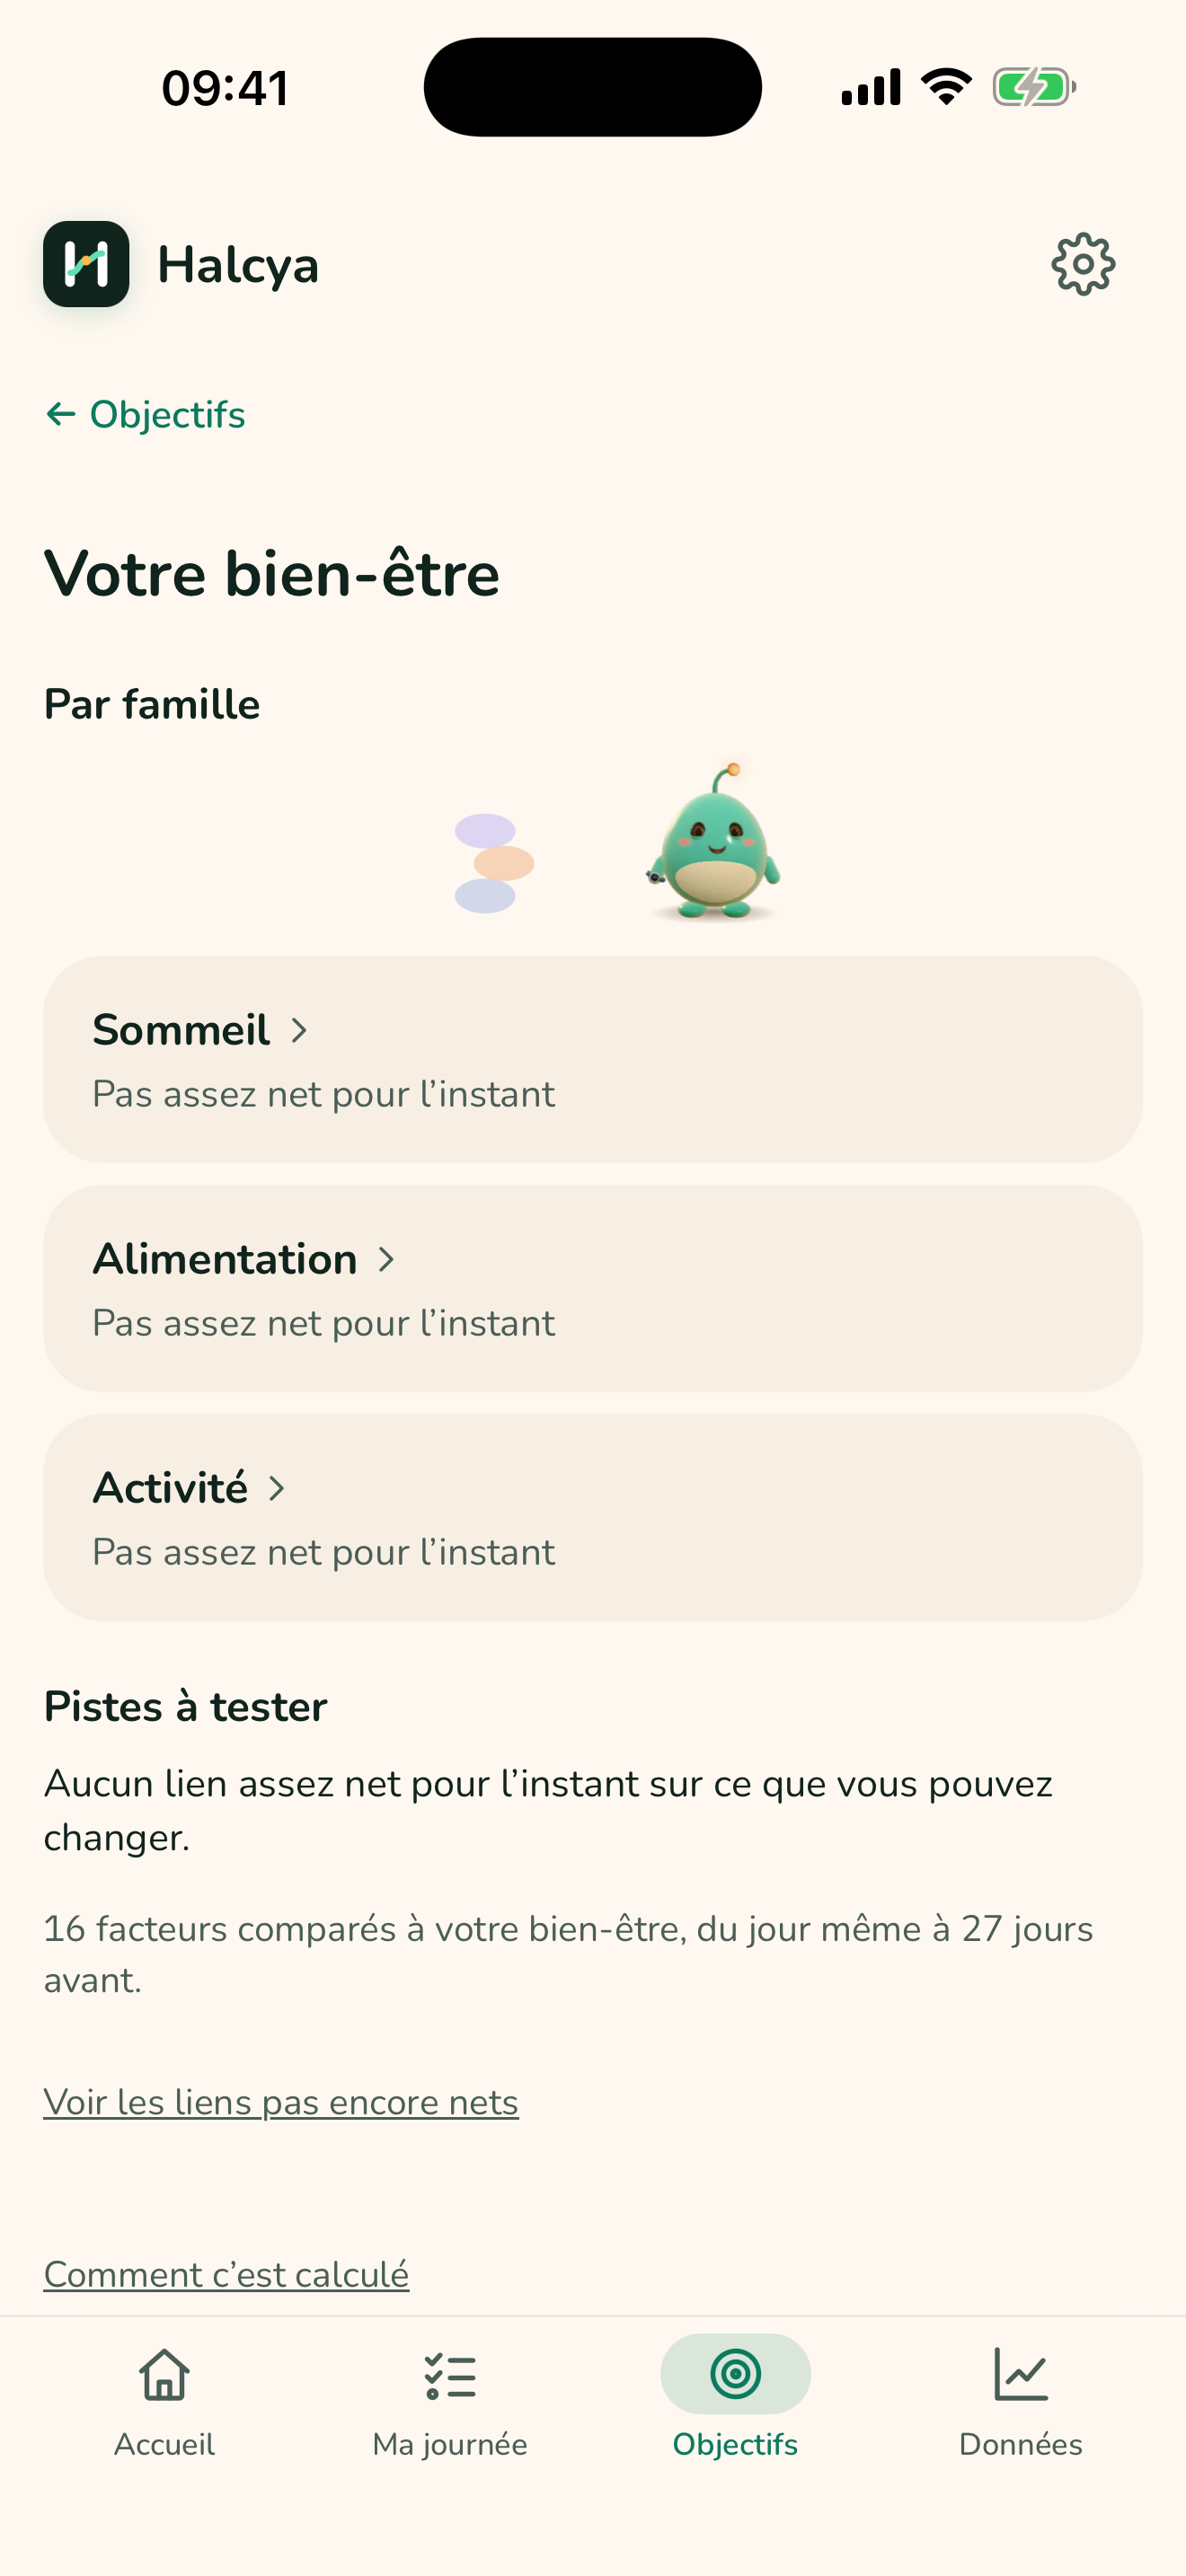 09:41
Halcya
← Objectifs
Votre bien-être
Par famille
Sommeil >
Pas assez net pour l’instant
Alimentation >
Pas assez net pour l’instant
Activité >
Pas assez net pour l’instant
Pistes à tester
Aucun lien assez net pour l’instant sur ce que vous pouvez
changer.
16 facteurs comparés à votre bien-être, du jour même à 27 jours
avant.
Voir les liens pas encore nets
Comment c’est calculé
Accueil
Ma journée
Objectifs
Données